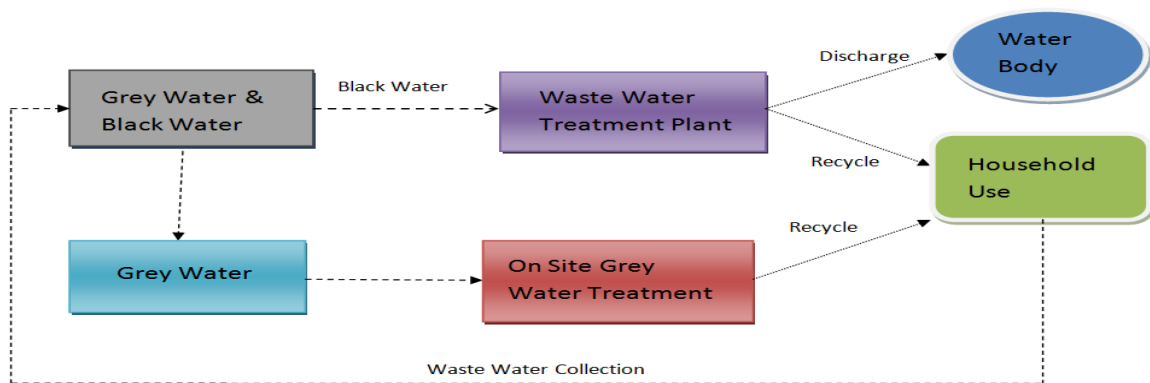 Grey Water &
Black Water
Black Water
Waste Water
Treatment Plant
Discharge
Water
Body
Recycle
Household
Use
Grey Water
On Site Grey
Water Treatment
Recycle
Waste Water Collection